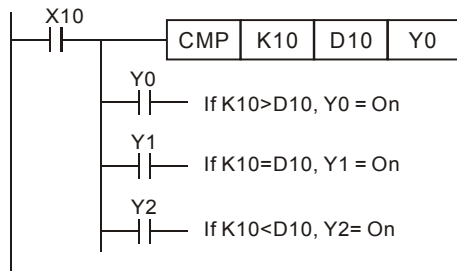 X10
CMP K10 D10 Y0
Y0
If K10>D10, Y0 = On
Y1
If K10=D10, Y1 = On
Y2
If K10<D10, Y2= On